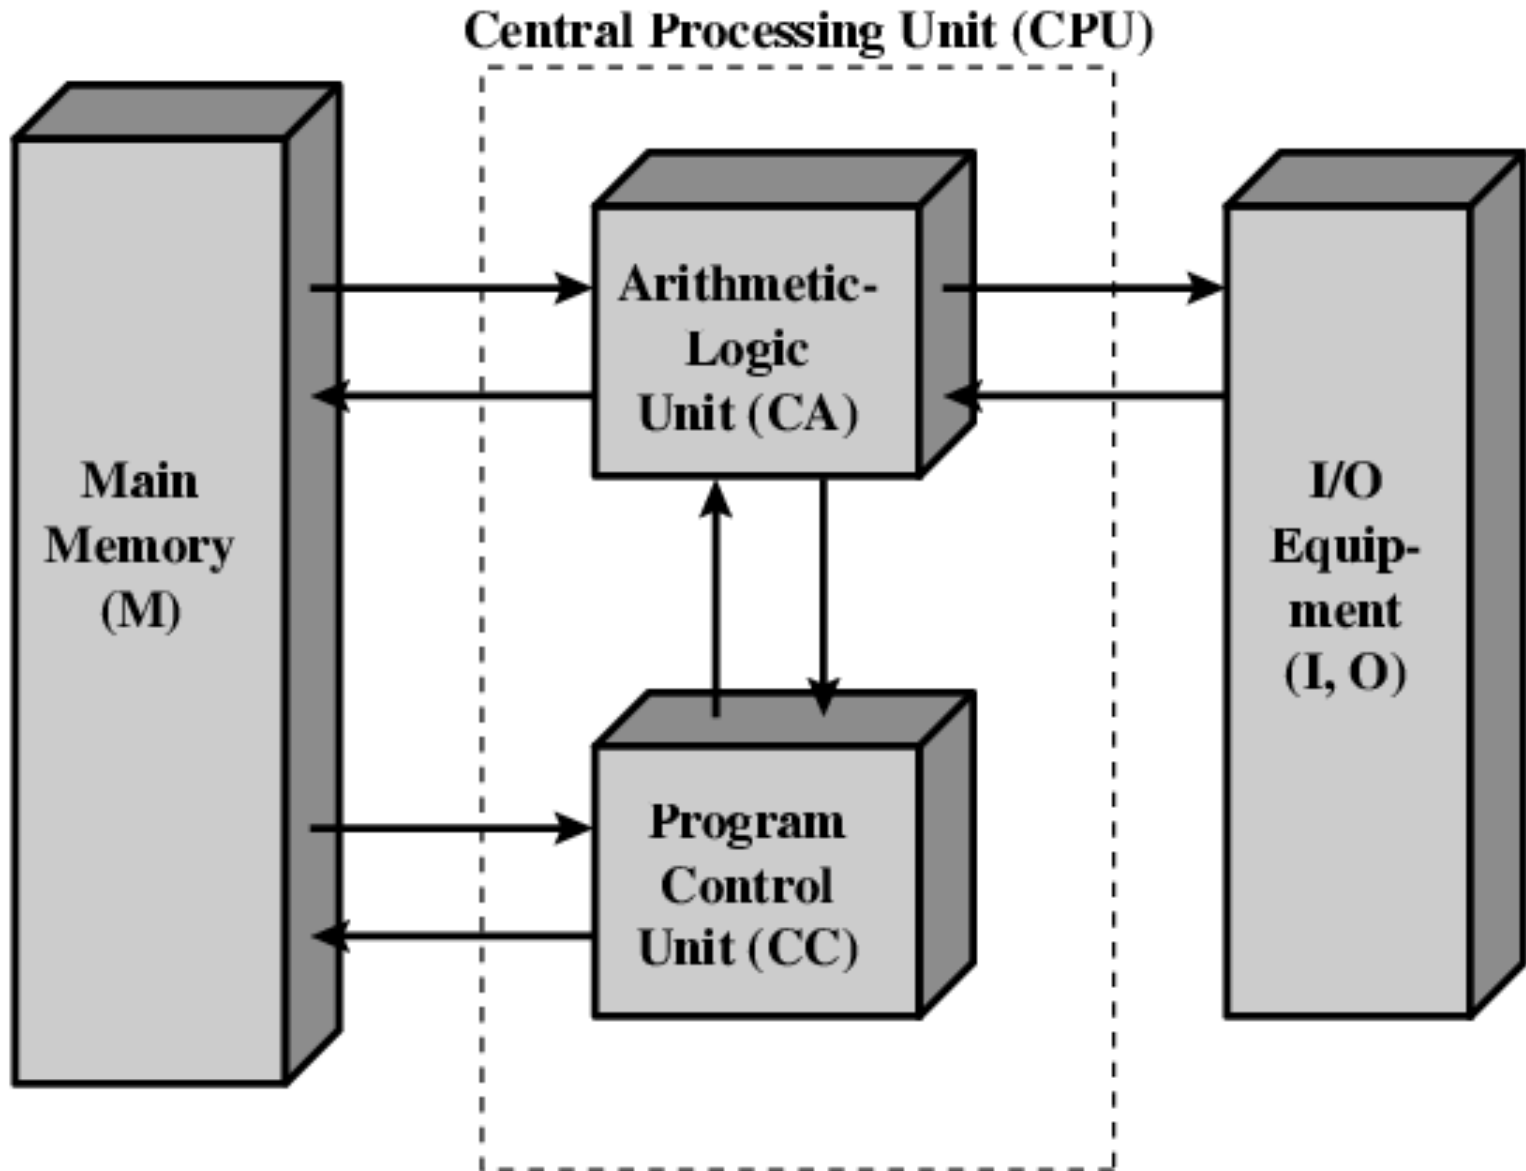 Central Processing Unit (CPU)
Main
Memory
(M)
Arithmetic-
Logic
Unit (CA)
Program
Control
Unit (CC)
I/O
Equip-
ment
(I, O)